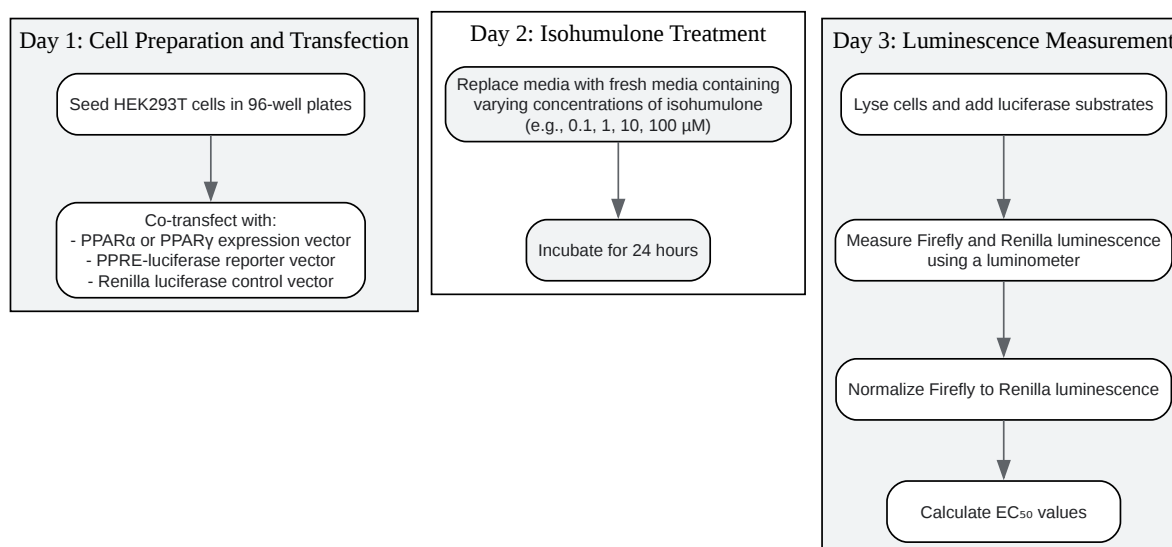 Day 1: Cell Preparation and Transfection
Seed HEK293T cells in 96-well plates
Co-transfect with:
- PPARα or PPARγ expression vector
- PPRE-luciferase reporter vector
- Renilla luciferase control vector
Day 2: Isohumulone Treatment
Replace media with fresh media containing
varying concentrations of isohumulone
(e.g., 0.1, 1, 10, 100 µM)
Incubate for 24 hours
Day 3: Luminescence Measurement
Lyse cells and add luciferase substrates
Measure Firefly and Renilla luminescence
using a luminometer
Normalize Firefly to Renilla luminescence
Calculate EC₅₀ values